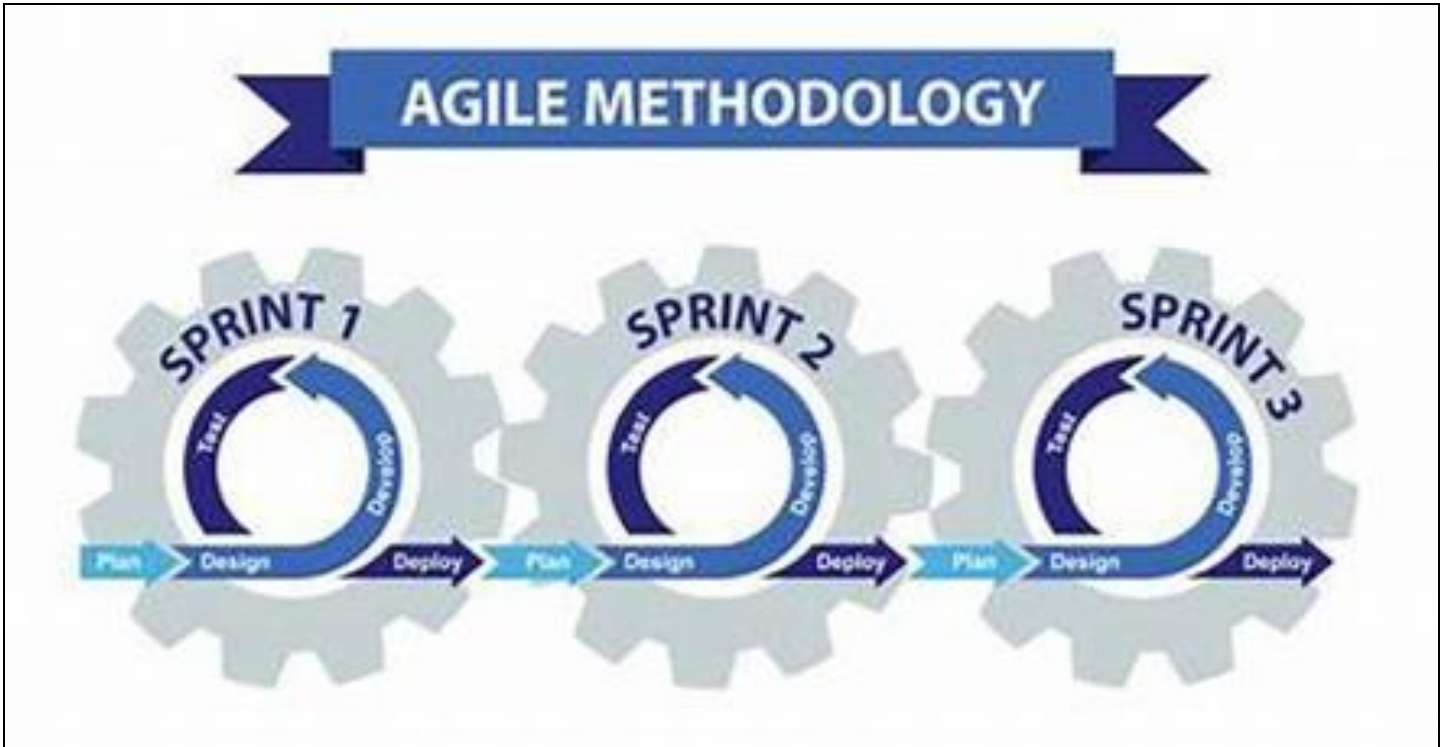 AGILE METHODOLOGY
SPRINT 1
SPRINT 2
SPRINT 3
Test
Develop
Test
Develop
Test
Develop
Plan
Design
Deploy
Plan
Design
Deploy
Plan
Design
Deploy